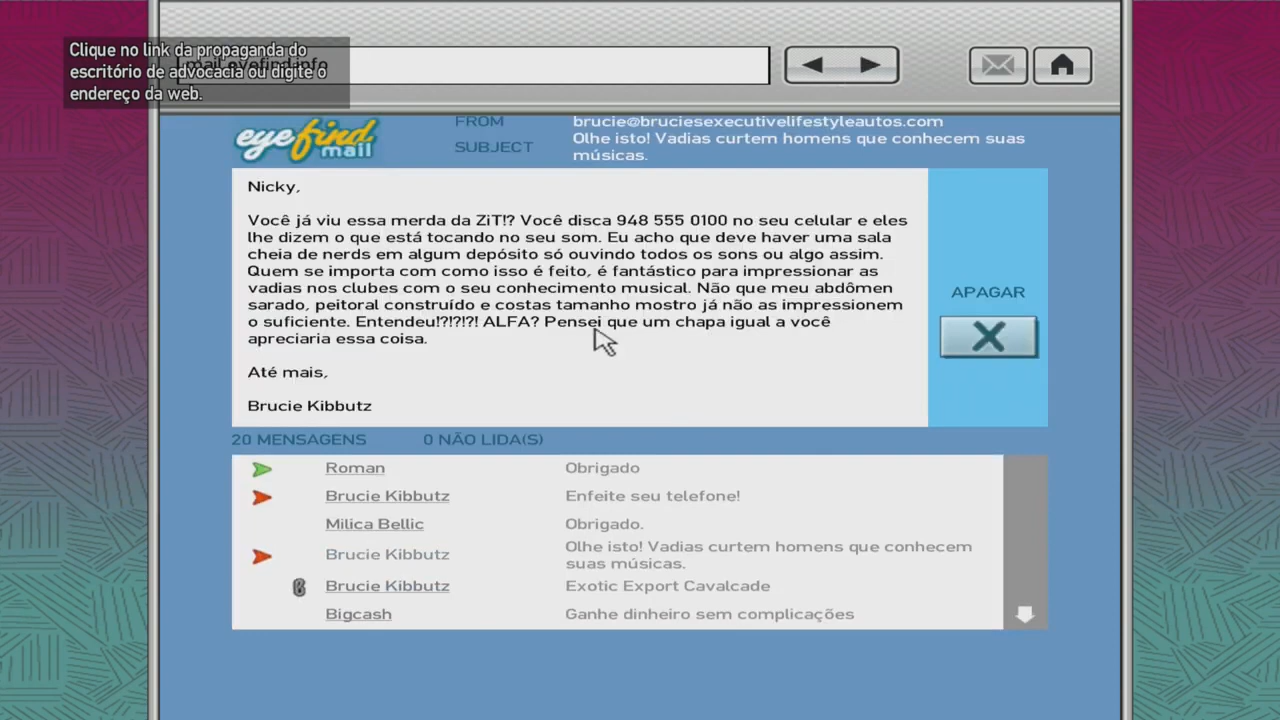 Clique no link da propaganda do
escritório de advocacia ou digite o
endereço da web.
mail.eyefind.info
eyefind mail
FROM brucie@bruciesexecutivelifestyleautos.com
SUBJECT Olhe isto! Vadias curtem homens que conhecem suas
músicas.
Nicky,
Você já viu essa merda da ZiT!? Você disca 948 555 0100 no seu celular e eles
lhe dizem o que está tocando no seu som. Eu acho que deve haver uma sala
cheia de nerds em algum depósito só ouvindo todos os sons ou algo assim.
Quem se importa com como isso é feito, é fantástico para impressionar as
vadias nos clubes com o seu conhecimento musical. Não que meu abdômen
sarado, peitoral construído e costas tamanho mostro já não as impressionem
o suficiente. Entendeu!?!?!?! ALFA? Pensei que um chapa igual a você
apreciaria essa coisa.
Até mais,
Brucie Kibbutz
APAGAR
20 MENSAGENS 0 NÃO LIDA(S)
Roman Obrigado
Brucie Kibbutz Enfeite seu telefone!
Milica Bellic Obrigado.
Brucie Kibbutz Olhe isto! Vadias curtem homens que conhecem
suas músicas.
Brucie Kibbutz Exotic Export Cavalcade
Bigcash Ganhe dinheiro sem complicações